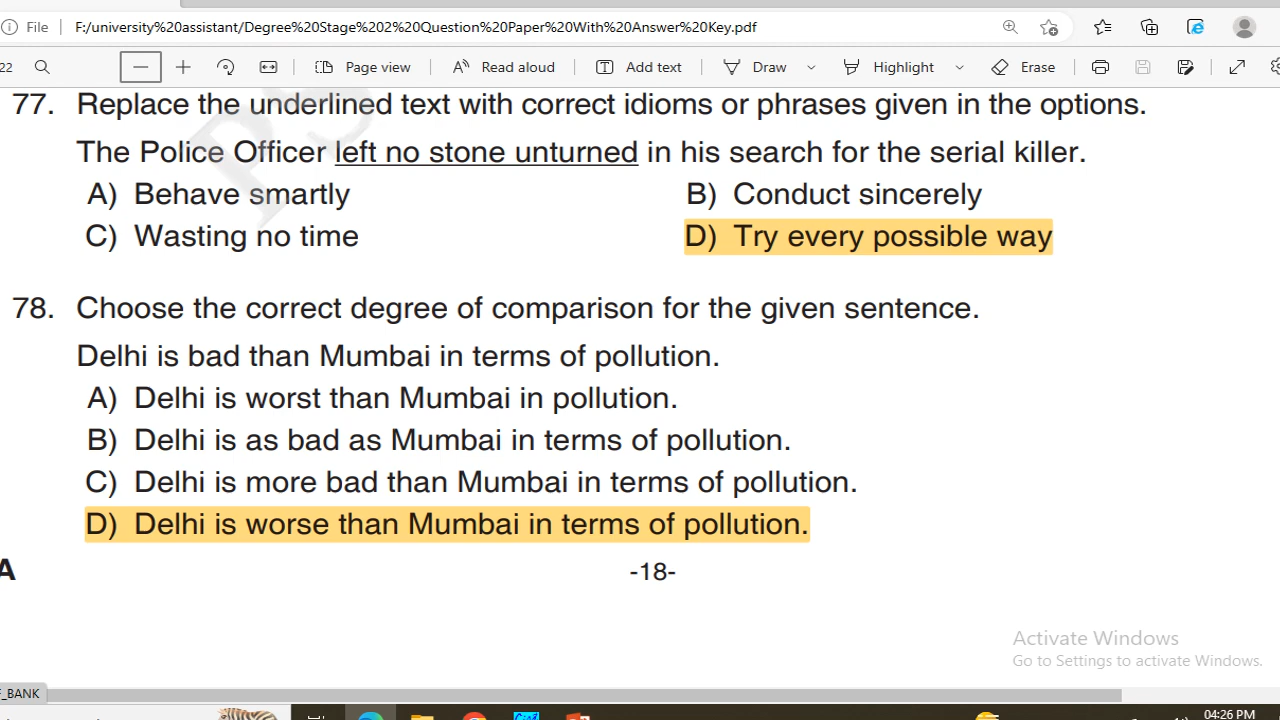 File F:/university%20assistant/Degree%20Stage%202%20Question%20Paper%20With%20Answer%20Key.pdf
22 Page view Read aloud Add text Draw Highlight Erase
77. Replace the underlined text with correct idioms or phrases given in the options.
The Police Officer left no stone unturned in his search for the serial killer.
A) Behave smartly B) Conduct sincerely
C) Wasting no time D) Try every possible way
78. Choose the correct degree of comparison for the given sentence.
Delhi is bad than Mumbai in terms of pollution.
A) Delhi is worst than Mumbai in pollution.
B) Delhi is as bad as Mumbai in terms of pollution.
C) Delhi is more bad than Mumbai in terms of pollution.
D) Delhi is worse than Mumbai in terms of pollution.
A -18-
Activate Windows
Go to Settings to activate Windows.
_BANK
04:26 PM